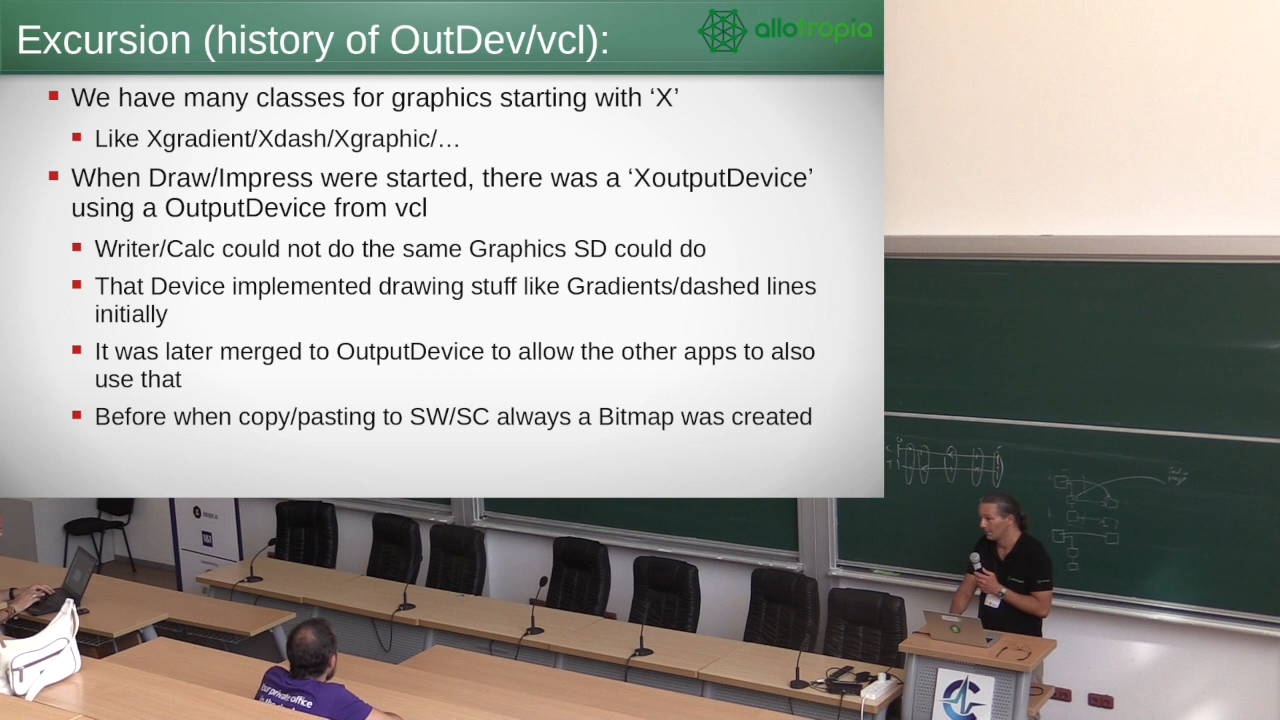 Excursion (history of OutDev/vcl):
allotropia
We have many classes for graphics starting with ‘X’
Like Xgradient/Xdash/Xgraphic/…
When Draw/Impress were started, there was a ‘XoutputDevice’
using a OutputDevice from vcl
Writer/Calc could not do the same Graphics SD could do
That Device implemented drawing stuff like Gradients/dashed lines
initially
It was later merged to OutputDevice to allow the other apps to also
use that
Before when copy/pasting to SW/SC always a Bitmap was created
our private office